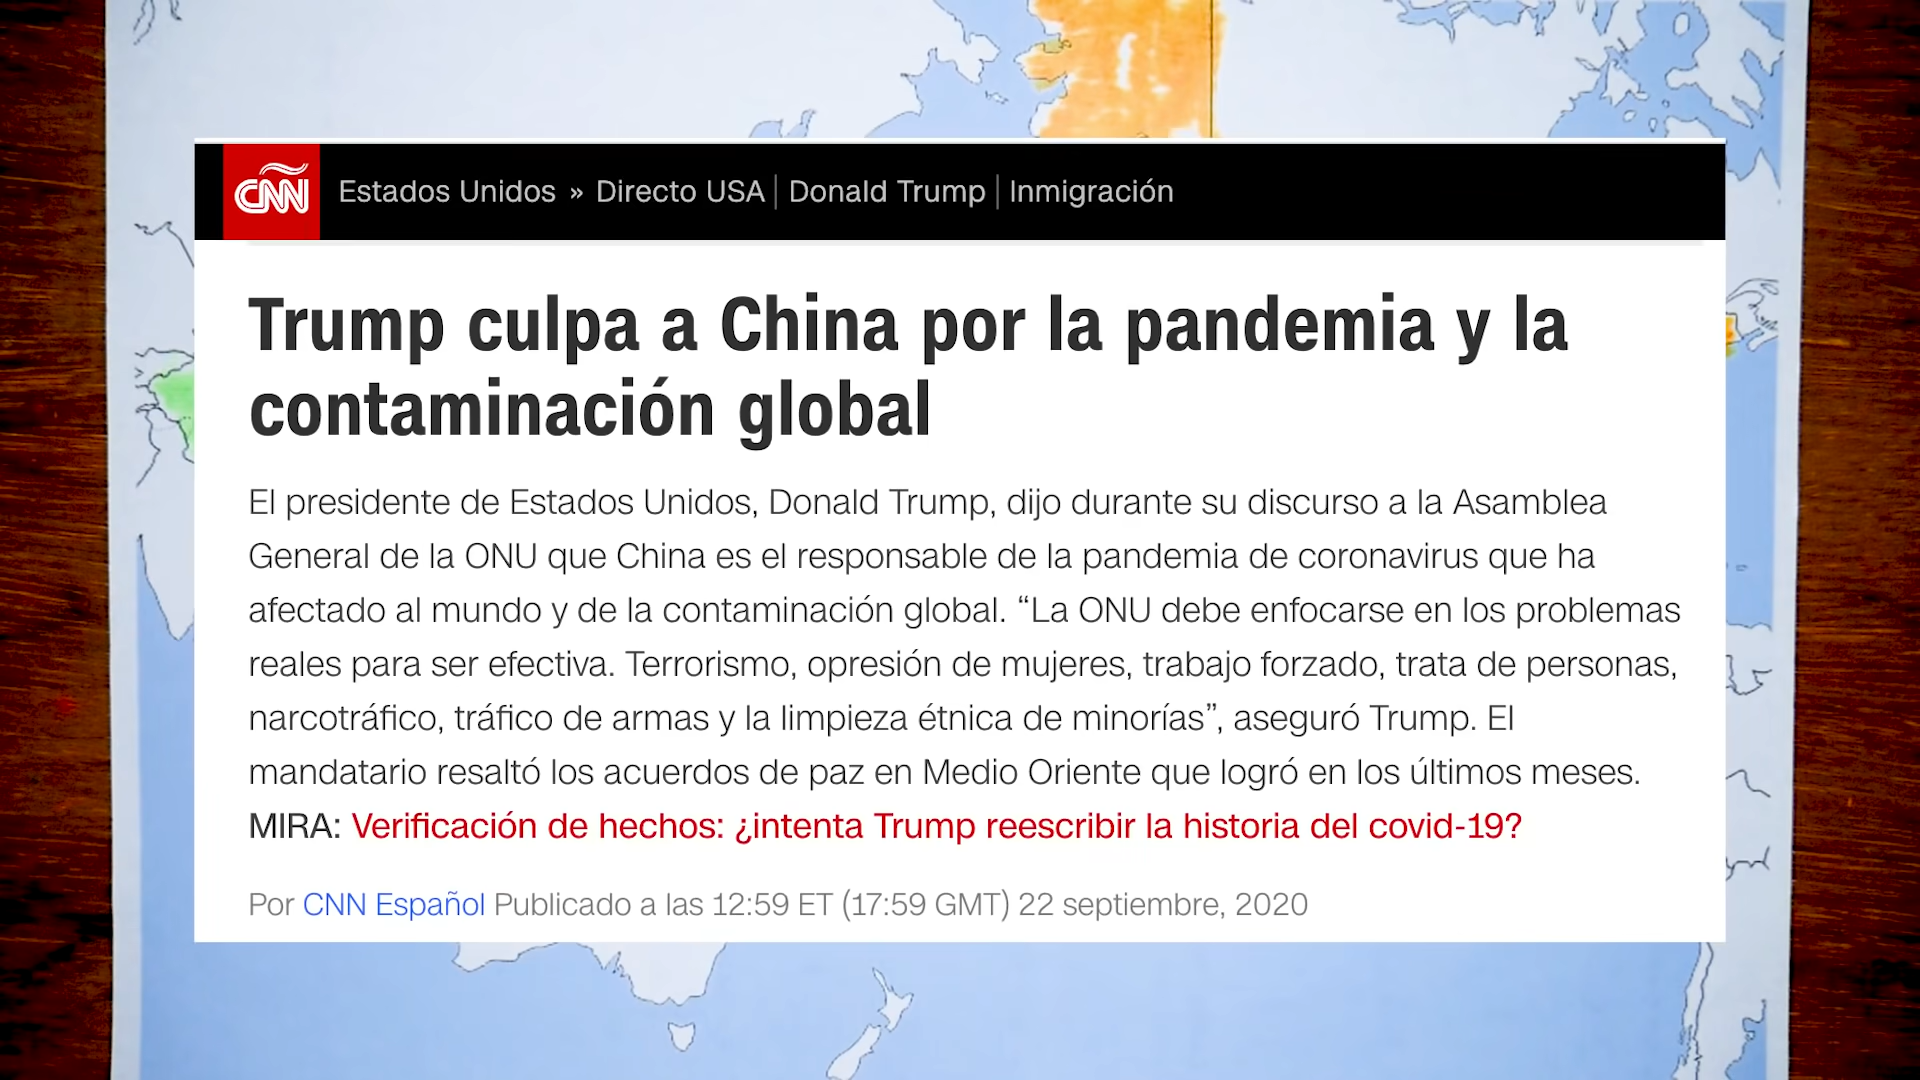 CNN Estados Unidos » Directo USA | Donald Trump | Inmigración
Trump culpa a China por la pandemia y la
contaminación global
El presidente de Estados Unidos, Donald Trump, dijo durante su discurso a la Asamblea
General de la ONU que China es el responsable de la pandemia de coronavirus que ha
afectado al mundo y de la contaminación global. “La ONU debe enfocarse en los problemas
reales para ser efectiva. Terrorismo, opresión de mujeres, trabajo forzado, trata de personas,
narcotráfico, tráfico de armas y la limpieza étnica de minorías”, aseguró Trump. El
mandatario resaltó los acuerdos de paz en Medio Oriente que logró en los últimos meses.
MIRA: Verificación de hechos: ¿intenta Trump reescribir la historia del covid-19?
Por CNN Español Publicado a las 12:59 ET (17:59 GMT) 22 septiembre, 2020